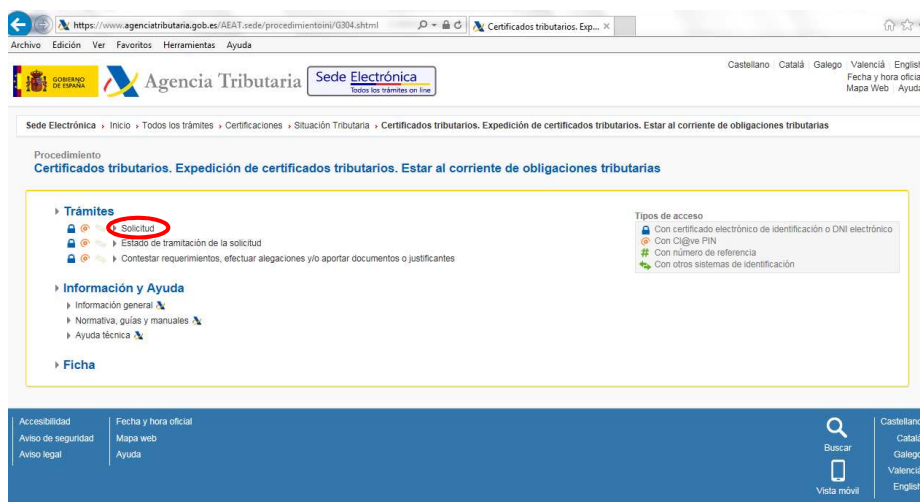 https://www.agenciatributaria.gob.es/AEAT.sede/procedimientoini/G304.shtml
Certificados tributarios. Exp...
Archivo Edición Ver Favoritos Herramientas Ayuda
GOBIERNO DE ESPAÑA
Agencia Tributaria
Sede Electrónica
Todos los trámites on line
Castellano Catalá Galego Valencià English
Fecha y hora oficia
Mapa Web Ayuda
Sede Electrónica Inicio Todos los trámites Certificaciones Situación Tributaria Certificados tributarios. Expedición de certificados tributarios. Estar al corriente de obligaciones tributarias
Procedimiento
Certificados tributarios. Expedición de certificados tributarios. Estar al corriente de obligaciones tributarias
Trámites
Solicitud
Estado de tramitación de la solicitud
Contestar requerimientos, efectuar alegaciones y/o aportar documentos o justificantes
Tipos de acceso
Con certificado electrónico de identificación o DNI electrónico
Con Cl@ve PIN
# Con número de referencia
Con otros sistemas de identificación
Información y Ayuda
Información general
Normativa, guías y manuales
Ayuda técnica
Ficha
Accesibilidad
Aviso de seguridad
Aviso legal
Fecha y hora oficial
Mapa web
Ayuda
Buscar
Vista móvil
Castellano
Catalá
Galego
Valencià
English